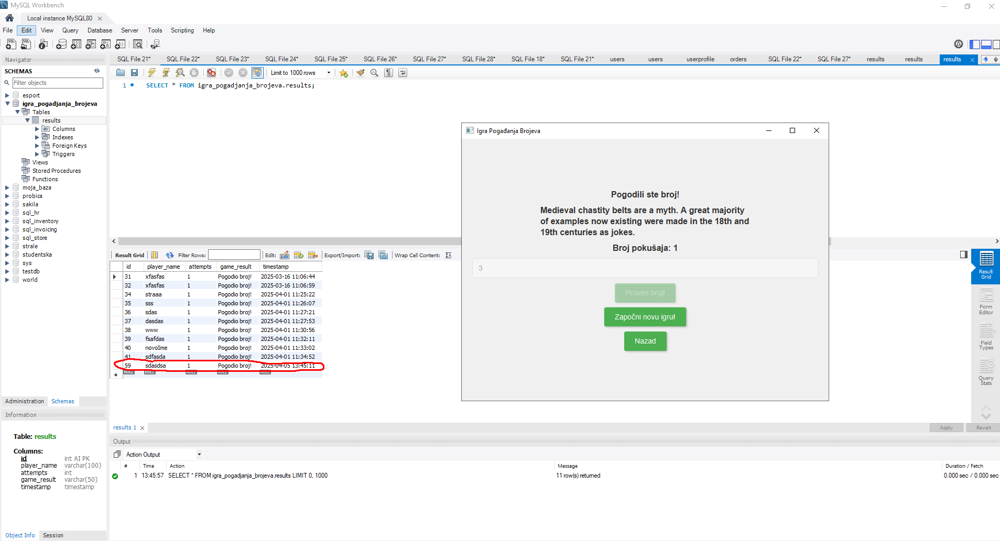 MySQL Workbench
Local instance MySQL80
File Edit View Query Database Server Tools Scripting Help
Navigator
SCHEMAS
Filter objects
esport
igra_pogadjanja_brojeva
Tables
results
Columns
Indexes
Foreign Keys
Triggers
Views
Stored Procedures
Functions
moja_baza
probica
sakila
sql_hr
sql_inventory
sql_invoicing
sql_store
strale
studentska
sys
testdb
world
Administration Schemas
Information
Table: results
Columns:
id int AI PK
player_name varchar(100)
attempts int
game_result varchar(50)
timestamp timestamp
Object Info Session
SQL File 21* SQL File 22* SQL File 23* SQL File 24* SQL File 25* SQL File 26* SQL File 27* SQL File 28* SQL File 18* SQL File 21* users users userprofile orders SQL File 22* SQL File 27* results results results
Limit to 1000 rows
1 SELECT * FROM igra_pogadjanja_brojeva.results;
Result Grid Filter Rows: Edit: Export/Import: Wrap Cell Content:
id player_name attempts game_result timestamp
31 xfasfas 1 Pogodio broj! 2025-03-16 11:06:44
32 xfasfas 1 Pogodio broj! 2025-03-16 11:06:59
34 straaa 1 Pogodio broj! 2025-04-01 11:25:22
35 sss 1 Pogodio broj! 2025-04-01 11:26:07
36 sdas 1 Pogodio broj! 2025-04-01 11:27:21
37 dasdas 1 Pogodio broj! 2025-04-01 11:27:53
38 www 1 Pogodio broj! 2025-04-01 11:30:56
39 fsafdas 1 Pogodio broj! 2025-04-01 11:32:11
40 novoIme 1 Pogodio broj! 2025-04-01 11:33:02
41 sdfasda 1 Pogodio broj! 2025-04-01 11:34:52
59 sdasdsa 1 Pogodio broj! 2025-04-05 13:45:11
NULL NULL NULL NULL NULL
Igra Pogađanja Brojeva
Pogodili ste broj!
Medieval chastity belts are a myth. A great majority
of examples now existing were made in the 18th and
19th centuries as jokes.
Broj pokušaja: 1
3
Proveri broj!
Započni novu igru!
Nazad
Result
Grid
Form
Editor
Field
Types
Query
Stats
results 1
Apply Revert
Output
Action Output
# Time Action Message Duration / Fetch
1 13:45:57 SELECT * FROM igra_pogadjanja_brojeva.results LIMIT 0, 1000 11 row(s) returned 0.000 sec / 0.000 sec